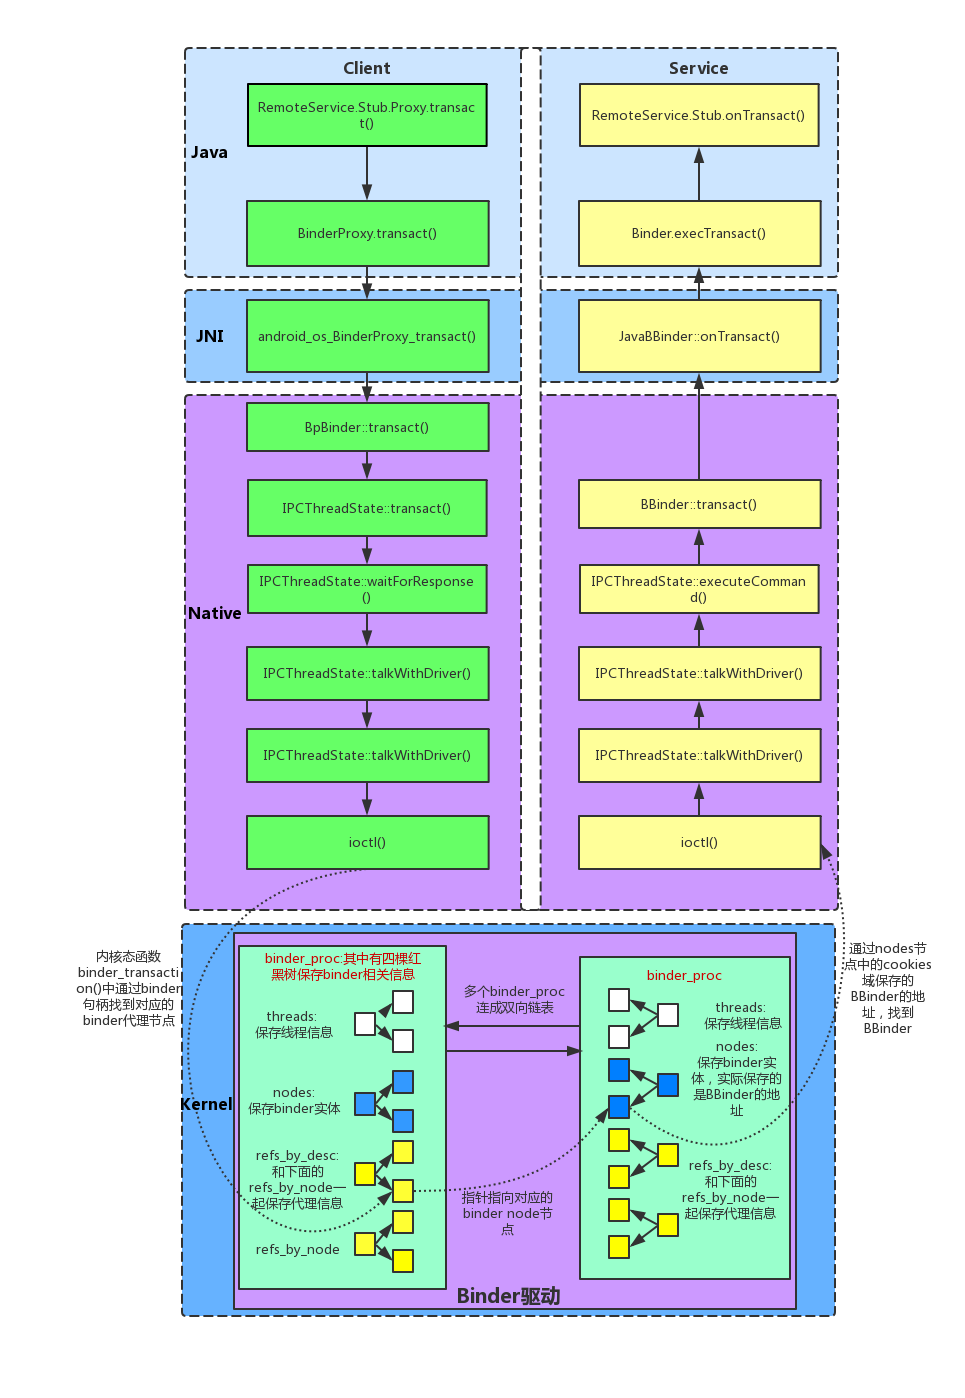 Client
Service
Java
RemoteService.Stub.Proxy.transac
t()
RemoteService.Stub.onTransact()
BinderProxy.transact()
Binder.execTransact()
JNI
android_os_BinderProxy_transact()
JavaBBinder::onTransact()
Native
BpBinder::transact()
IPCThreadState::transact()
BBinder::transact()
IPCThreadState::waitForResponse
()
IPCThreadState::executeComman
d()
IPCThreadState::talkWithDriver()
IPCThreadState::talkWithDriver()
IPCThreadState::talkWithDriver()
IPCThreadState::talkWithDriver()
ioctl()
ioctl()
内核态函数
binder_transacti
on()中通过binder
句柄找到对应的
binder代理节点
通过nodes节
点中的cookies
域保存的
BBinder的地
址，找到
BBinder
Kernel
binder_proc:其中有四棵红
黑树保存binder相关信息
threads:
保存线程信息
nodes:
保存binder实体
refs_by_desc:
和下面的
refs_by_node一
起保存代理信息
refs_by_node
多个binder_proc
连成双向链表
指针指向对应的
binder node节
点
binder_proc
threads:
保存线程信息
nodes:
保存binder实
体，实际保存的
是BBinder的地
址
refs_by_desc:
和下面的
refs_by_node一
起保存代理信息
Binder驱动